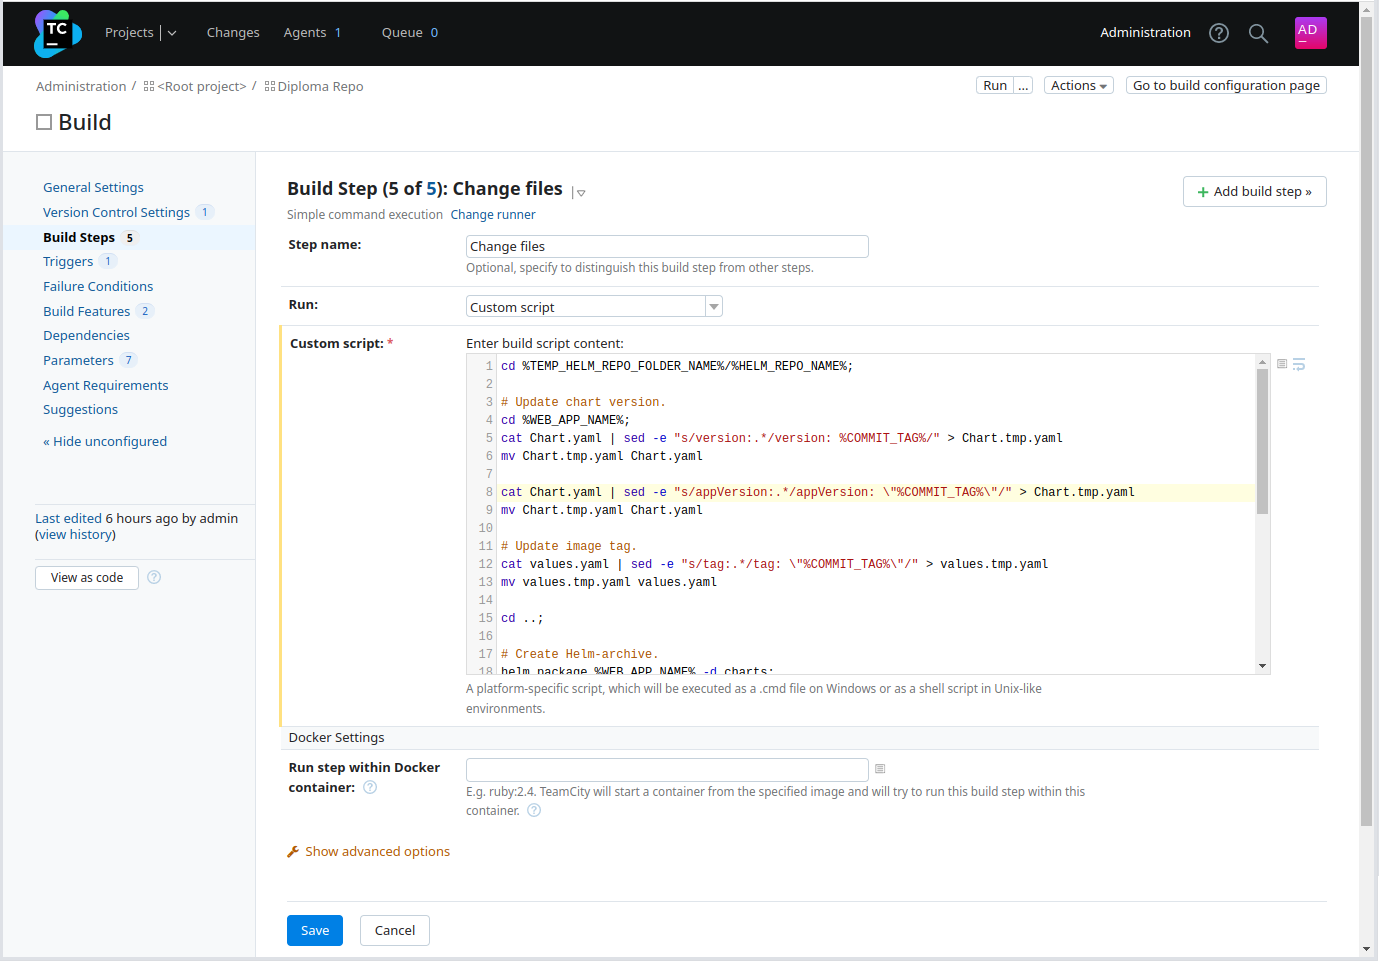 TC
Projects
Changes
Agents 1
Queue 0
Administration
AD
Administration / <Root project> / Diploma Repo
Run ...
Actions
Go to build configuration page
Build
General Settings
Version Control Settings 1
Build Steps 5
Triggers 1
Failure Conditions
Build Features 2
Dependencies
Parameters 7
Agent Requirements
Suggestions
« Hide unconfigured
Last edited 6 hours ago by admin
(view history)
View as code ?
Build Step (5 of 5): Change files
+ Add build step »
Simple command execution Change runner
Step name:
Change files
Optional, specify to distinguish this build step from other steps.
Run:
Custom script
Custom script: *
Enter build script content:
1 cd %TEMP_HELM_REPO_FOLDER_NAME%/%HELM_REPO_NAME%;
2
3 # Update chart version.
4 cd %WEB_APP_NAME%;
5 cat Chart.yaml | sed -e "s/version:.*/version: %COMMIT_TAG%/" > Chart.tmp.yaml
6 mv Chart.tmp.yaml Chart.yaml
7
8 cat Chart.yaml | sed -e "s/appVersion:.*/appVersion: \"%COMMIT_TAG%\"/" > Chart.tmp.yaml
9 mv Chart.tmp.yaml Chart.yaml
10
11 # Update image tag.
12 cat values.yaml | sed -e "s/tag:.*/tag: \"%COMMIT_TAG%\"/" > values.tmp.yaml
13 mv values.tmp.yaml values.yaml
14
15 cd ..;
16
17 # Create Helm-archive.
18 helm package %WEB_APP_NAME% -d charts;
A platform-specific script, which will be executed as a .cmd file on Windows or as a shell script in Unix-like
environments.
Docker Settings
Run step within Docker
container: ?
E.g. ruby:2.4. TeamCity will start a container from the specified image and will try to run this build step within this
container. ?
Show advanced options
Save
Cancel